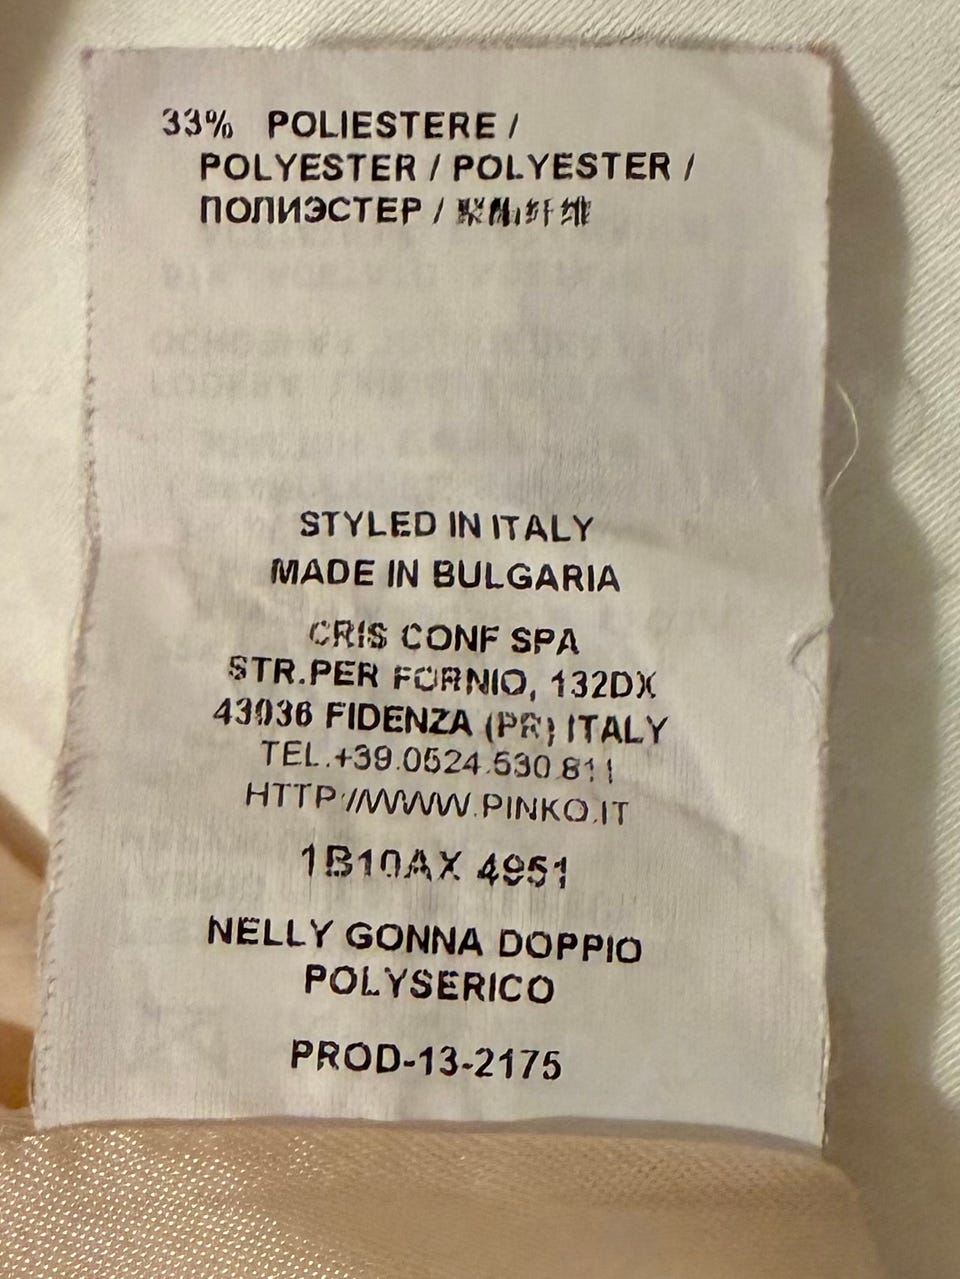 33% POLIESTERE /
POLYESTER / POLYESTER /
ПОЛИЭСТЕР / 聚酯纤维
STYLED IN ITALY
MADE IN BULGARIA
CRIS CONF SPA
STR.PER FORNIO, 132DX
43036 FIDENZA (PR) ITALY
TEL.+39.0524.530.811
HTTP://WWW.PINKO.IT
1B10AX 4951
NELLY GONNA DOPPIO
POLYSERICO
PROD-13-2175